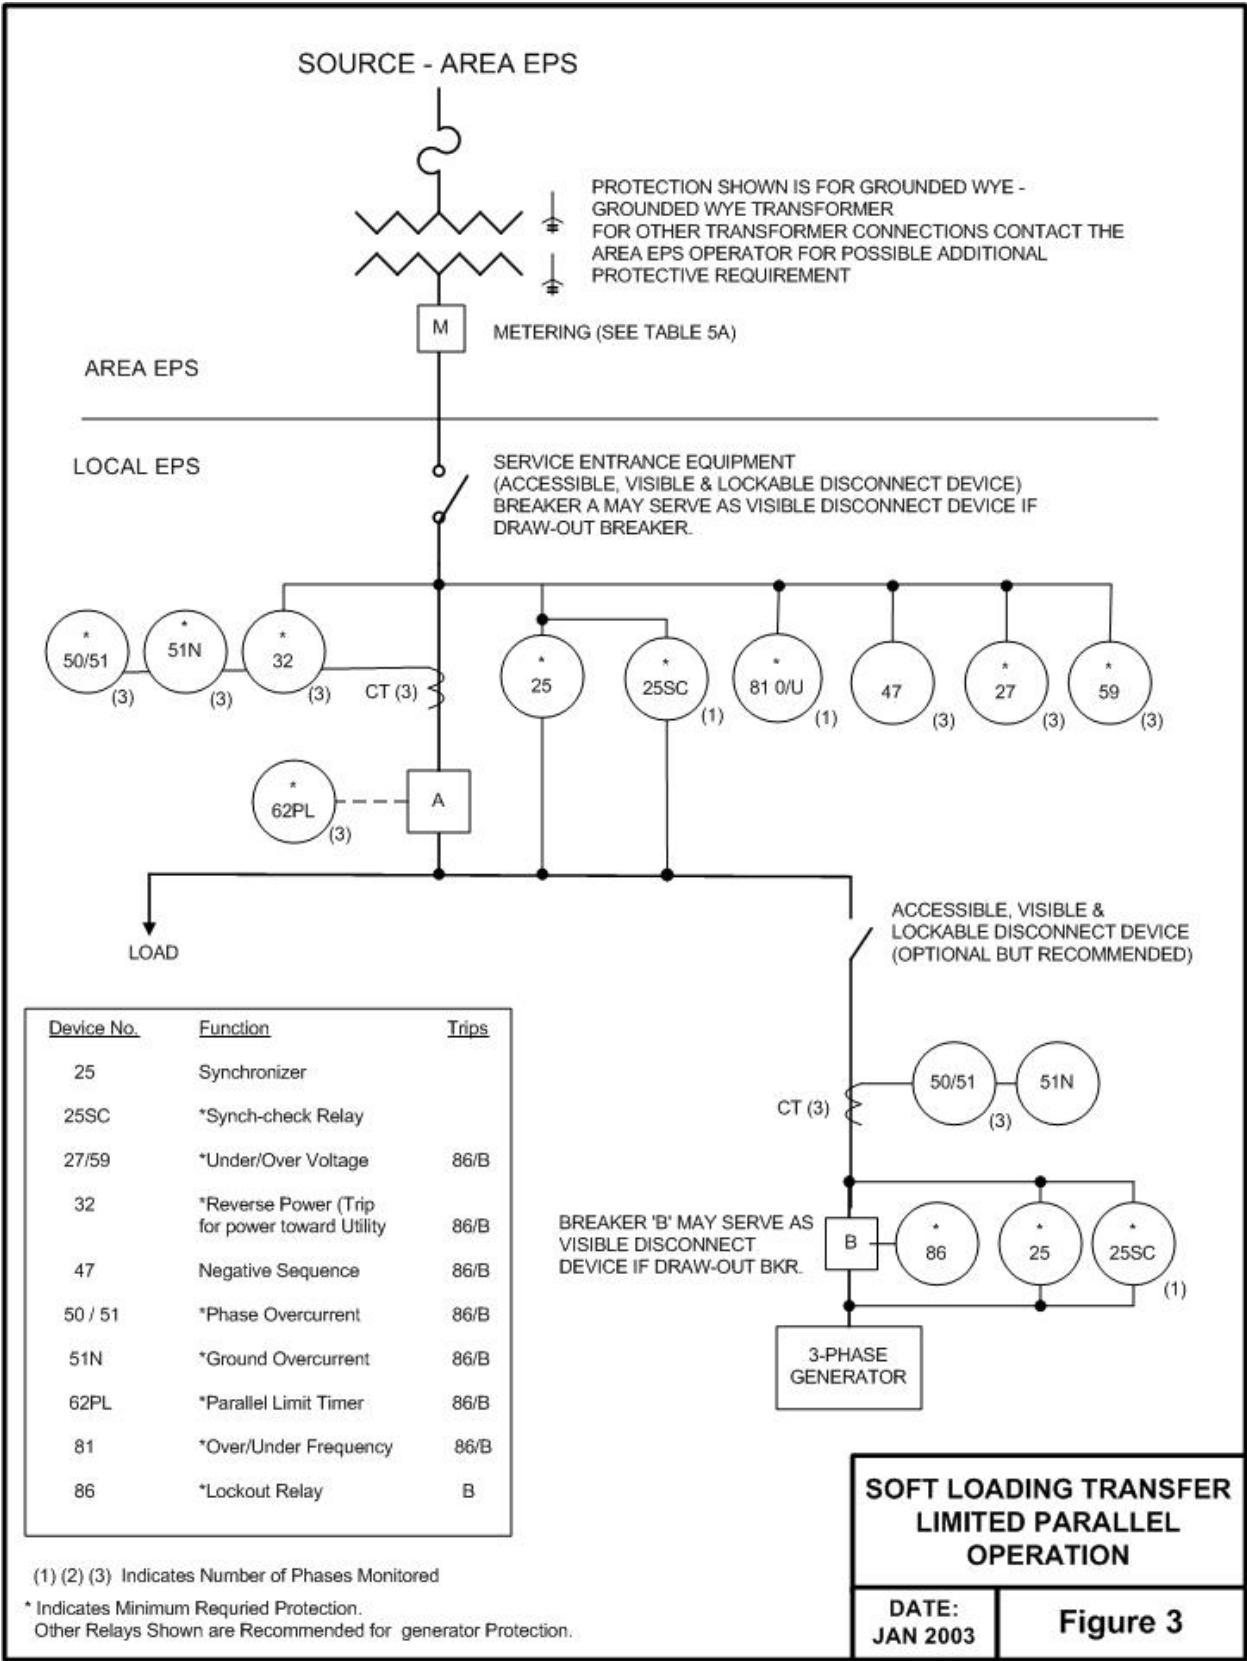 SOURCE - AREA EPS
PROTECTION SHOWN IS FOR GROUNDED WYE -
GROUNDED WYE TRANSFORMER
FOR OTHER TRANSFORMER CONNECTIONS CONTACT THE
AREA EPS OPERATOR FOR POSSIBLE ADDITIONAL
PROTECTIVE REQUIREMENT
M
METERING (SEE TABLE 5A)
AREA EPS
LOCAL EPS
SERVICE ENTRANCE EQUIPMENT
(ACCESSIBLE, VISIBLE & LOCKABLE DISCONNECT DEVICE)
BREAKER A MAY SERVE AS VISIBLE DISCONNECT DEVICE IF
DRAW-OUT BREAKER.
*
50/51
(3)
*
51N
(3)
*
32
(3)
CT (3)
*
25
*
25SC
(1)
*
81 0/U
(1)
47
(3)
*
27
(3)
*
59
(3)
*
62PL
(3)
A
LOAD
ACCESSIBLE, VISIBLE &
LOCKABLE DISCONNECT DEVICE
(OPTIONAL BUT RECOMMENDED)
CT (3)
50/51
(3)
51N
BREAKER 'B' MAY SERVE AS
VISIBLE DISCONNECT
DEVICE IF DRAW-OUT BKR.
B
*
86
*
25
*
25SC
(1)
3-PHASE
GENERATOR
Device No. Function Trips
25 Synchronizer
25SC *Synch-check Relay
27/59 *Under/Over Voltage 86/B
32 *Reverse Power (Trip
for power toward Utility 86/B
47 Negative Sequence 86/B
50 / 51 *Phase Overcurrent 86/B
51N *Ground Overcurrent 86/B
62PL *Parallel Limit Timer 86/B
81 *Over/Under Frequency 86/B
86 *Lockout Relay B
(1) (2) (3) Indicates Number of Phases Monitored
* Indicates Minimum Requried Protection.
Other Relays Shown are Recommended for generator Protection.
SOFT LOADING TRANSFER
LIMITED PARALLEL
OPERATION
DATE:
JAN 2003
Figure 3